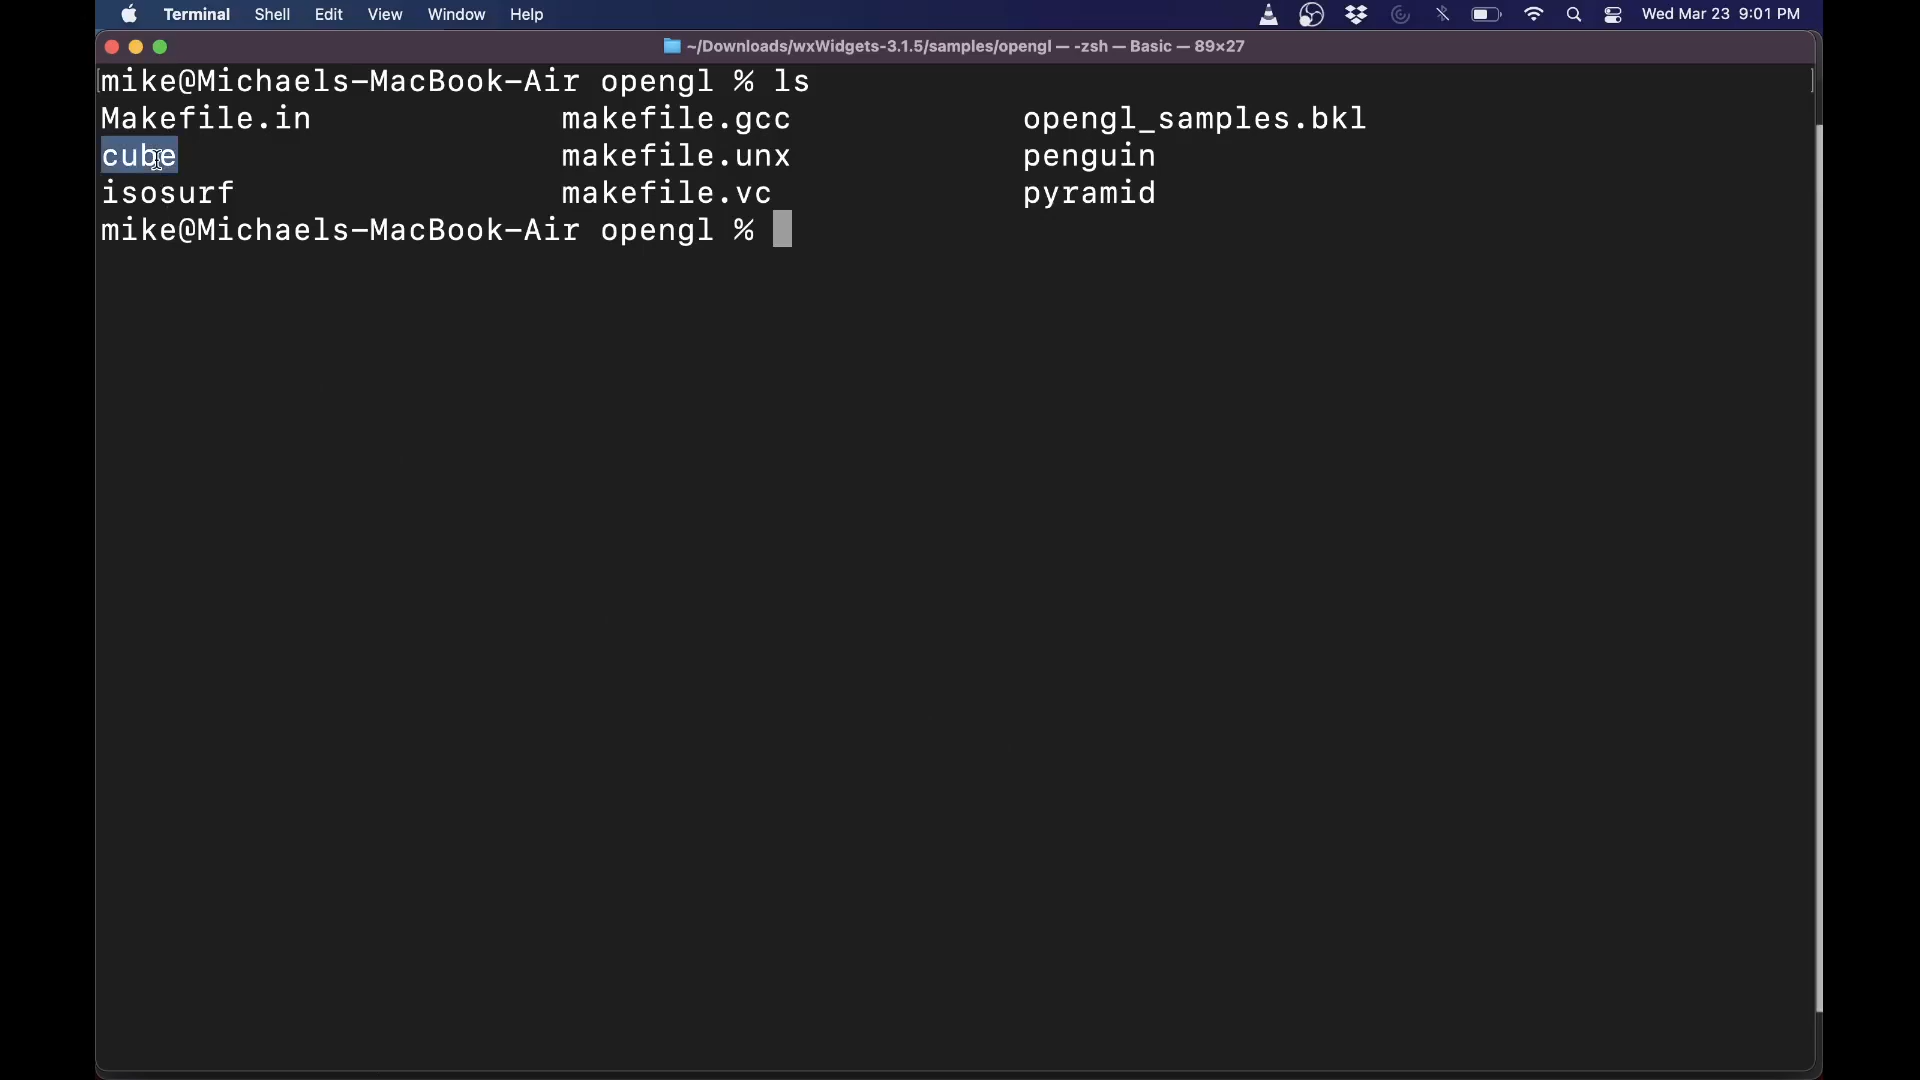 Terminal Shell Edit View Window Help Wed Mar 23 9:01 PM
~/Downloads/wxWidgets-3.1.5/samples/opengl — -zsh — Basic — 89×27
mike@Michaels-MacBook-Air opengl % ls
Makefile.in makefile.gcc opengl_samples.bkl
cube makefile.unx penguin
isosurf makefile.vc pyramid
mike@Michaels-MacBook-Air opengl %